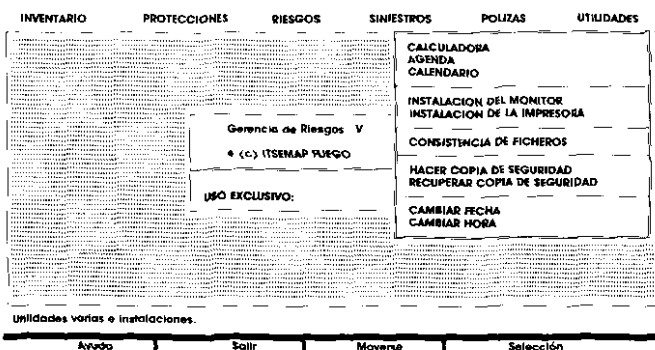 INVENTARIO PROTECCIONES RIESGOS SINIESTROS POLIZAS UTILIDADES
CALCULADORA
AGENDA
CALENDARIO
INSTALACION DEL MONITOR
INSTALACION DE LA IMPRESORA
CONSISTENCIA DE FICHEROS
HACER COPIA DE SEGURIDAD
RECUPERAR COPIA DE SEGURIDAD
CAMBIAR FECHA
CAMBIAR HORA
Gerencia de Riesgos V
(c) ITSEMAP FUEGO
USO EXCLUSIVO:
Utilidades varias e instalaciones.
Ayuda Salir Moverse Selección